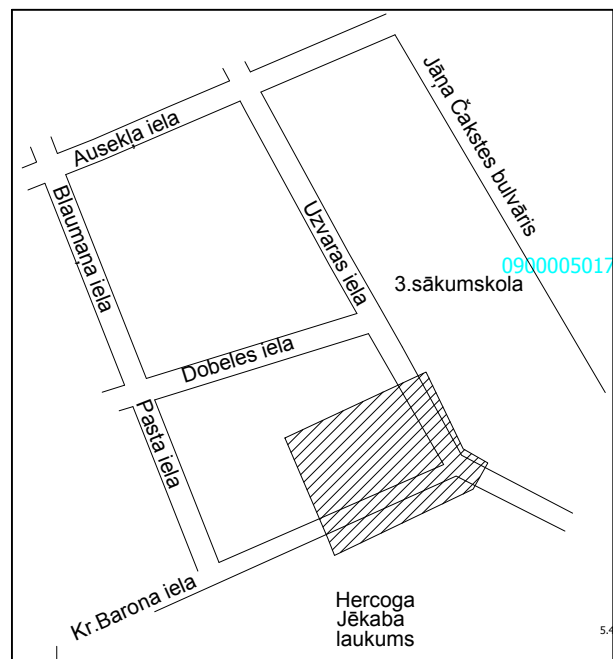 Ausekļa iela
Jāņa Čakstes bulvāris
Blaumaņa iela
Uzvaras iela
0900005017
3.sākumskola
Dobeles iela
Pasta iela
Kr.Barona iela
Hercoga
Jēkaba
laukums
5.4